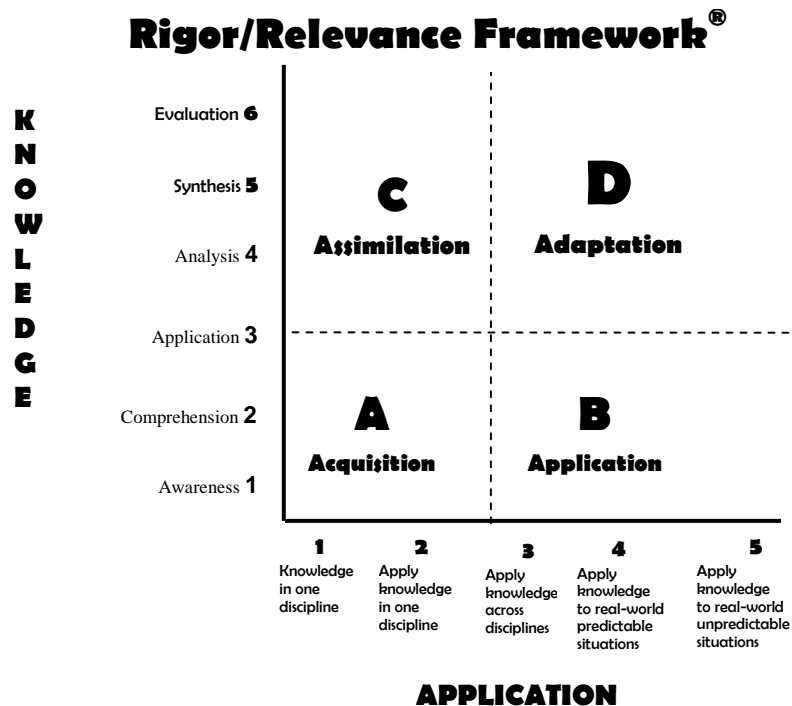 Rigor/Relevance Framework®
KNOWLEDGE
Evaluation 6
Synthesis 5
Analysis 4
Application 3
Comprehension 2
Awareness 1
C
Assimilation
D
Adaptation
A
Acquisition
B
Application
1
Knowledge
in one
discipline
2
Apply
knowledge
in one
discipline
3
Apply
knowledge
across
disciplines
4
Apply
knowledge
to real-world
predictable
situations
5
Apply
knowledge
to real-world
unpredictable
situations
APPLICATION